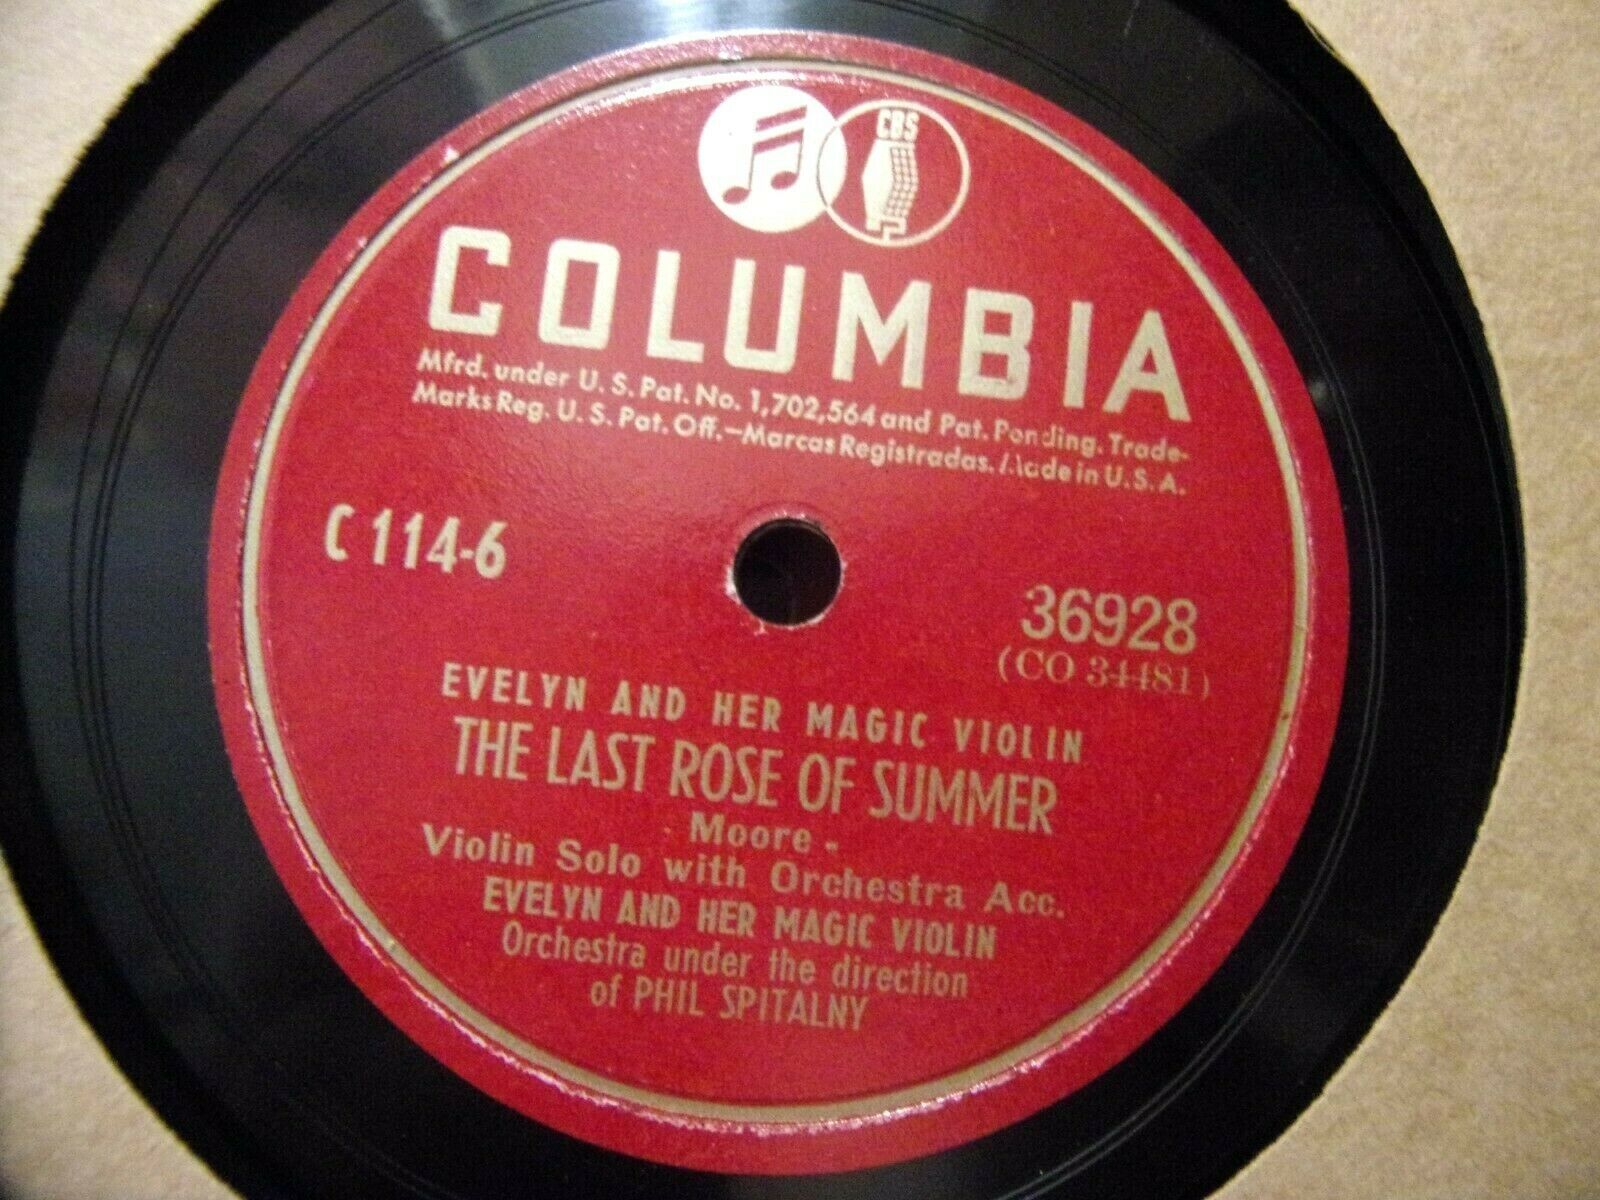 CBS
COLUMBIA
Mfrd. under U. S. Pat. No. 1,702,564 and Pat. Pending. Trade-
Marks Reg. U. S. Pat. Off.—Marcas Registradas. Made in U. S. A.
C 114-6
36928
(CO 34481)
EVELYN AND HER MAGIC VIOLIN
THE LAST ROSE OF SUMMER
Moore -
Violin Solo with Orchestra Acc.
EVELYN AND HER MAGIC VIOLIN
Orchestra under the direction
of PHIL SPITALNY